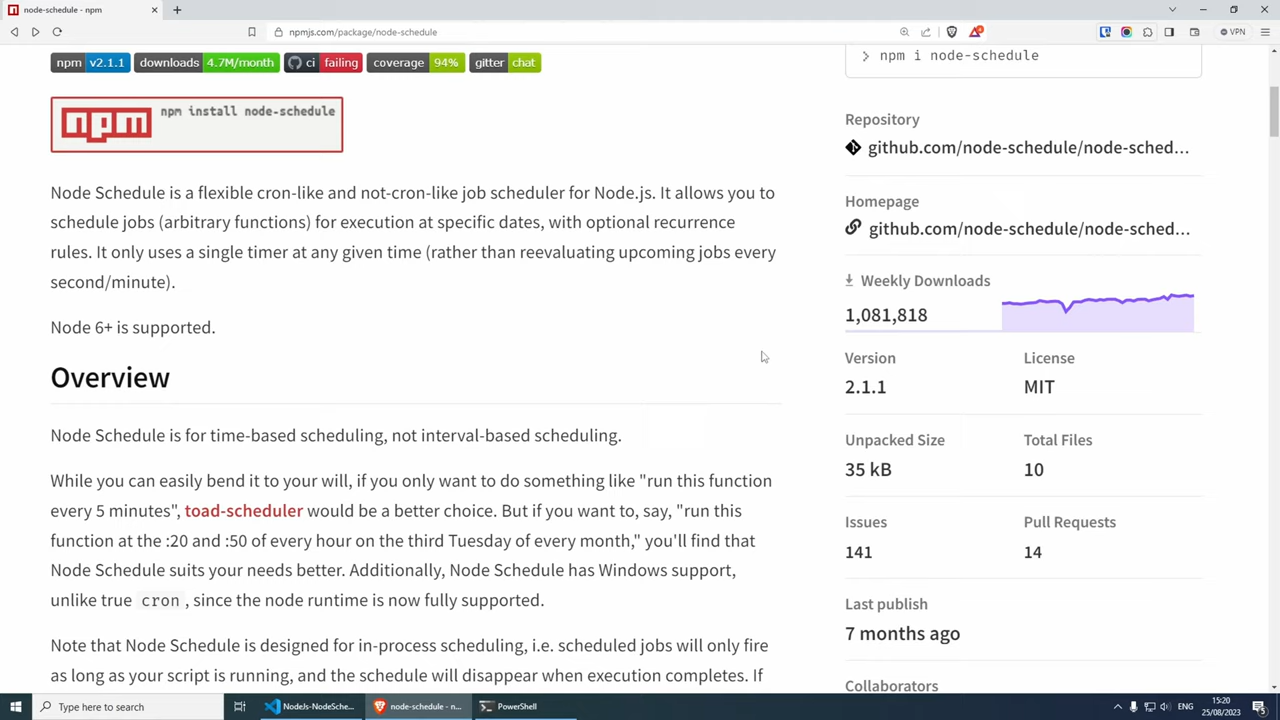 node-schedule - npm
npmjs.com/package/node-schedule
VPN
npm v2.1.1
downloads 4.7M/month
ci failing
coverage 94%
gitter chat
npm npm install node-schedule
Node Schedule is a flexible cron-like and not-cron-like job scheduler for Node.js. It allows you to
schedule jobs (arbitrary functions) for execution at specific dates, with optional recurrence
rules. It only uses a single timer at any given time (rather than reevaluating upcoming jobs every
second/minute).
Node 6+ is supported.
Overview
Node Schedule is for time-based scheduling, not interval-based scheduling.
While you can easily bend it to your will, if you only want to do something like "run this function
every 5 minutes", toad-scheduler would be a better choice. But if you want to, say, "run this
function at the :20 and :50 of every hour on the third Tuesday of every month," you'll find that
Node Schedule suits your needs better. Additionally, Node Schedule has Windows support,
unlike true cron, since the node runtime is now fully supported.
Note that Node Schedule is designed for in-process scheduling, i.e. scheduled jobs will only fire
as long as your script is running, and the schedule will disappear when execution completes. If
> npm i node-schedule
Repository
github.com/node-schedule/node-sched...
Homepage
github.com/node-schedule/node-sched...
Weekly Downloads
1,081,818
Version
2.1.1
License
MIT
Unpacked Size
35 kB
Total Files
10
Issues
141
Pull Requests
14
Last publish
7 months ago
Collaborators
Type here to search
NodeJs-NodeSche...
node-schedule - n...
PowerShell
ENG
15:20
25/08/2023